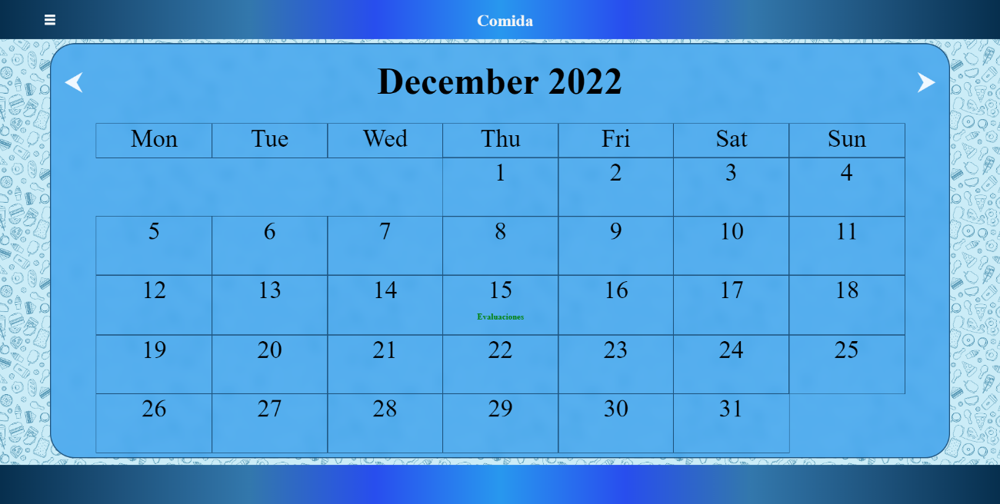 Comida
December 2022
Mon Tue Wed Thu Fri Sat Sun
1 2 3 4
5 6 7 8 9 10 11
12 13 14 15 16 17 18
Evaluaciones
19 20 21 22 23 24 25
26 27 28 29 30 31